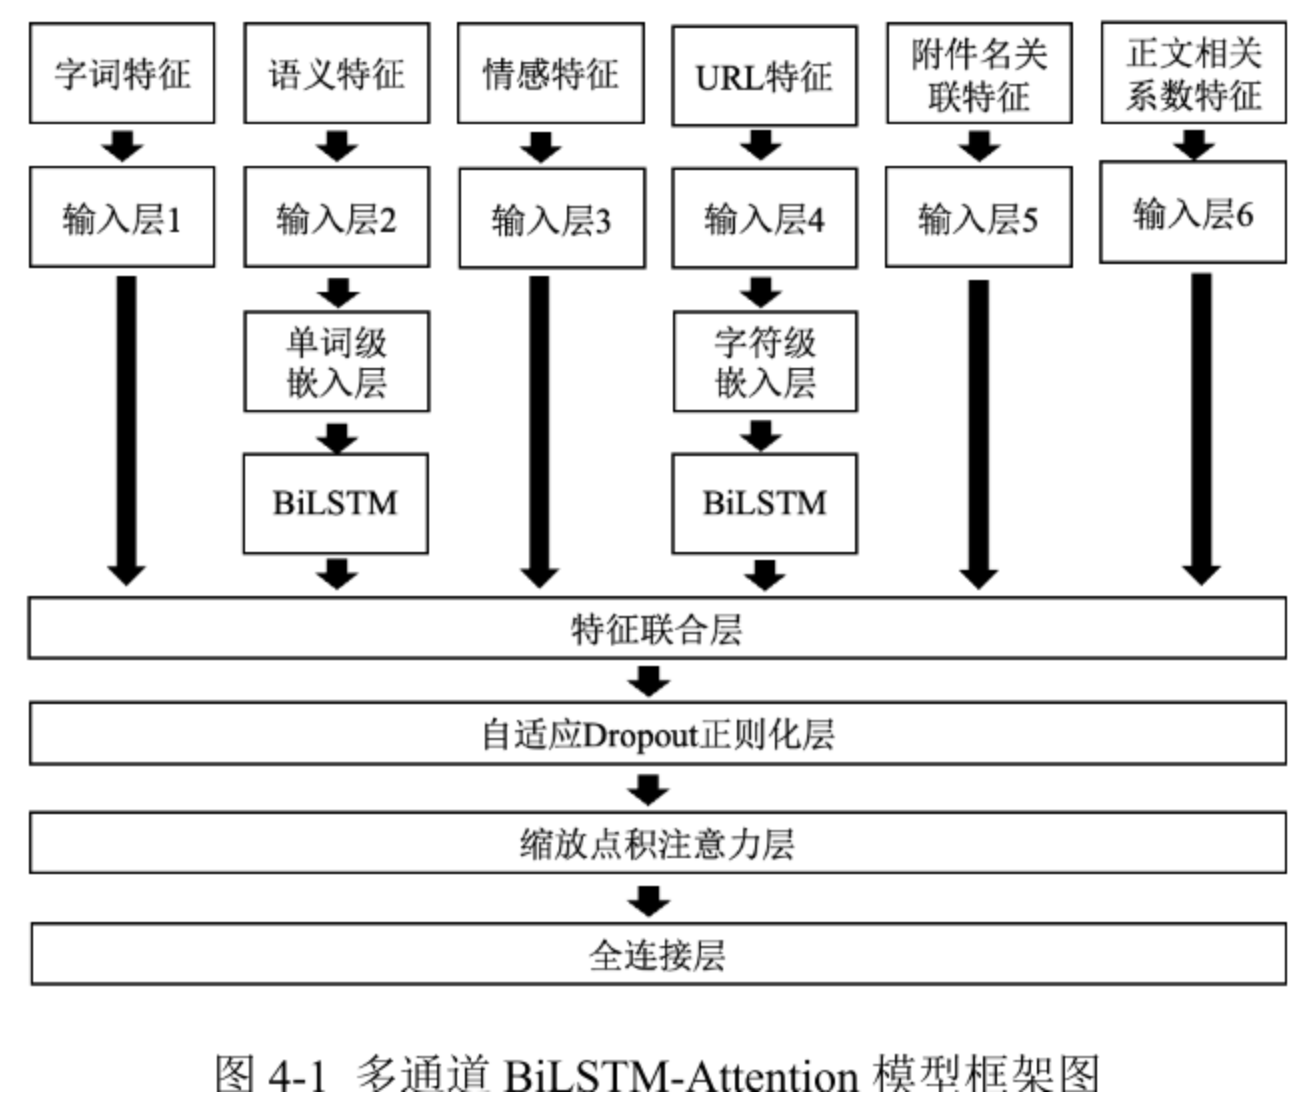 字词特征
语义特征
情感特征
URL特征
附件名关
联特征
正文相关
系数特征
输入层1
输入层2
输入层3
输入层4
输入层5
输入层6
单词级
嵌入层
字符级
嵌入层
BiLSTM
BiLSTM
特征联合层
自适应Dropout正则化层
缩放点积注意力层
全连接层
图 4-1 多通道 BiLSTM-Attention 模型框架图